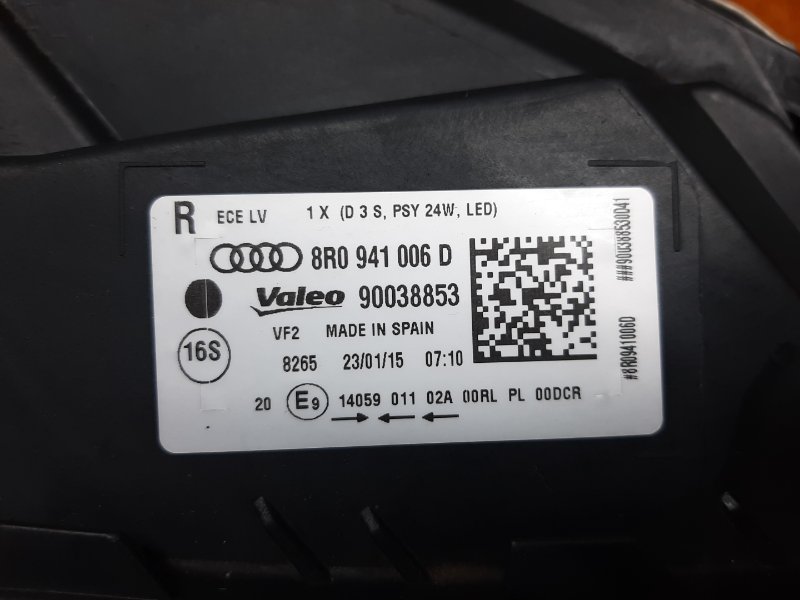 R ECE LV 1 X (D 3 S, PSY 24W, LED)
8R0 941 006 D
Valeo 90038853
VF2 MADE IN SPAIN
16S
8265 23/01/15 07:10
20 E9 14059 011 02A 00RL PL 00DCR
#8R0941006D ###900388530041